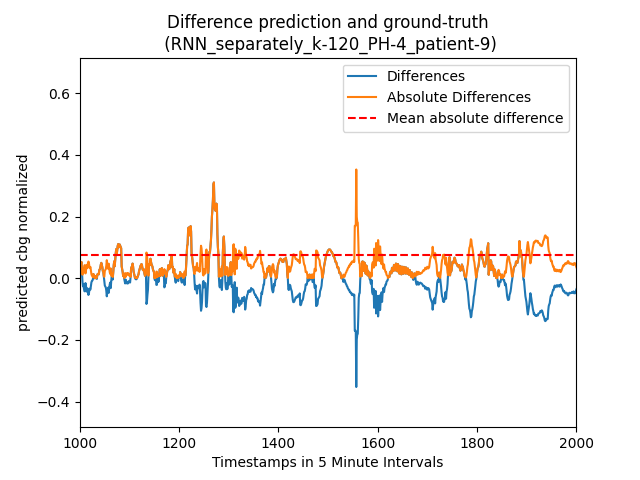 Difference prediction and ground-truth
(RNN_separately_k-120_PH-4_patient-9)
Differences
Absolute Differences
Mean absolute difference
predicted cbg normalized
0.6
0.4
0.2
0.0
−0.2
−0.4
1000 1200 1400 1600 1800 2000
Timestamps in 5 Minute Intervals